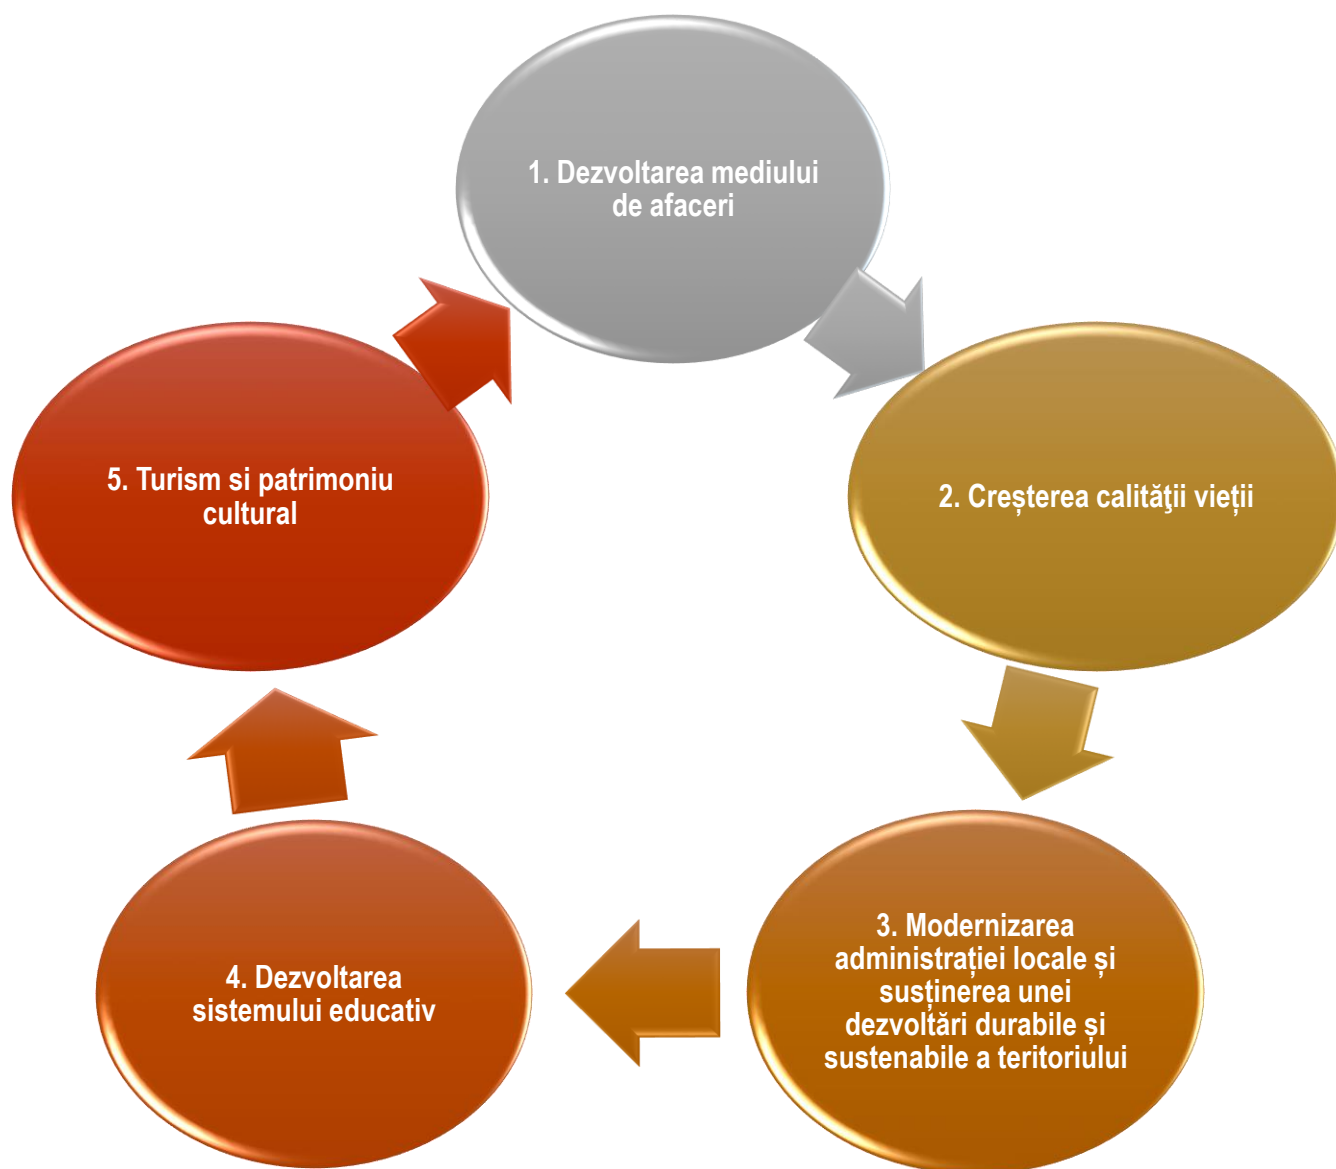 1. Dezvoltarea mediului
de afaceri
2. Creșterea calităţii vieții
3. Modernizarea
administrației locale și
susținerea unei
dezvoltări durabile și
sustenabile a teritoriului
4. Dezvoltarea
sistemului educativ
5. Turism si patrimoniu
cultural